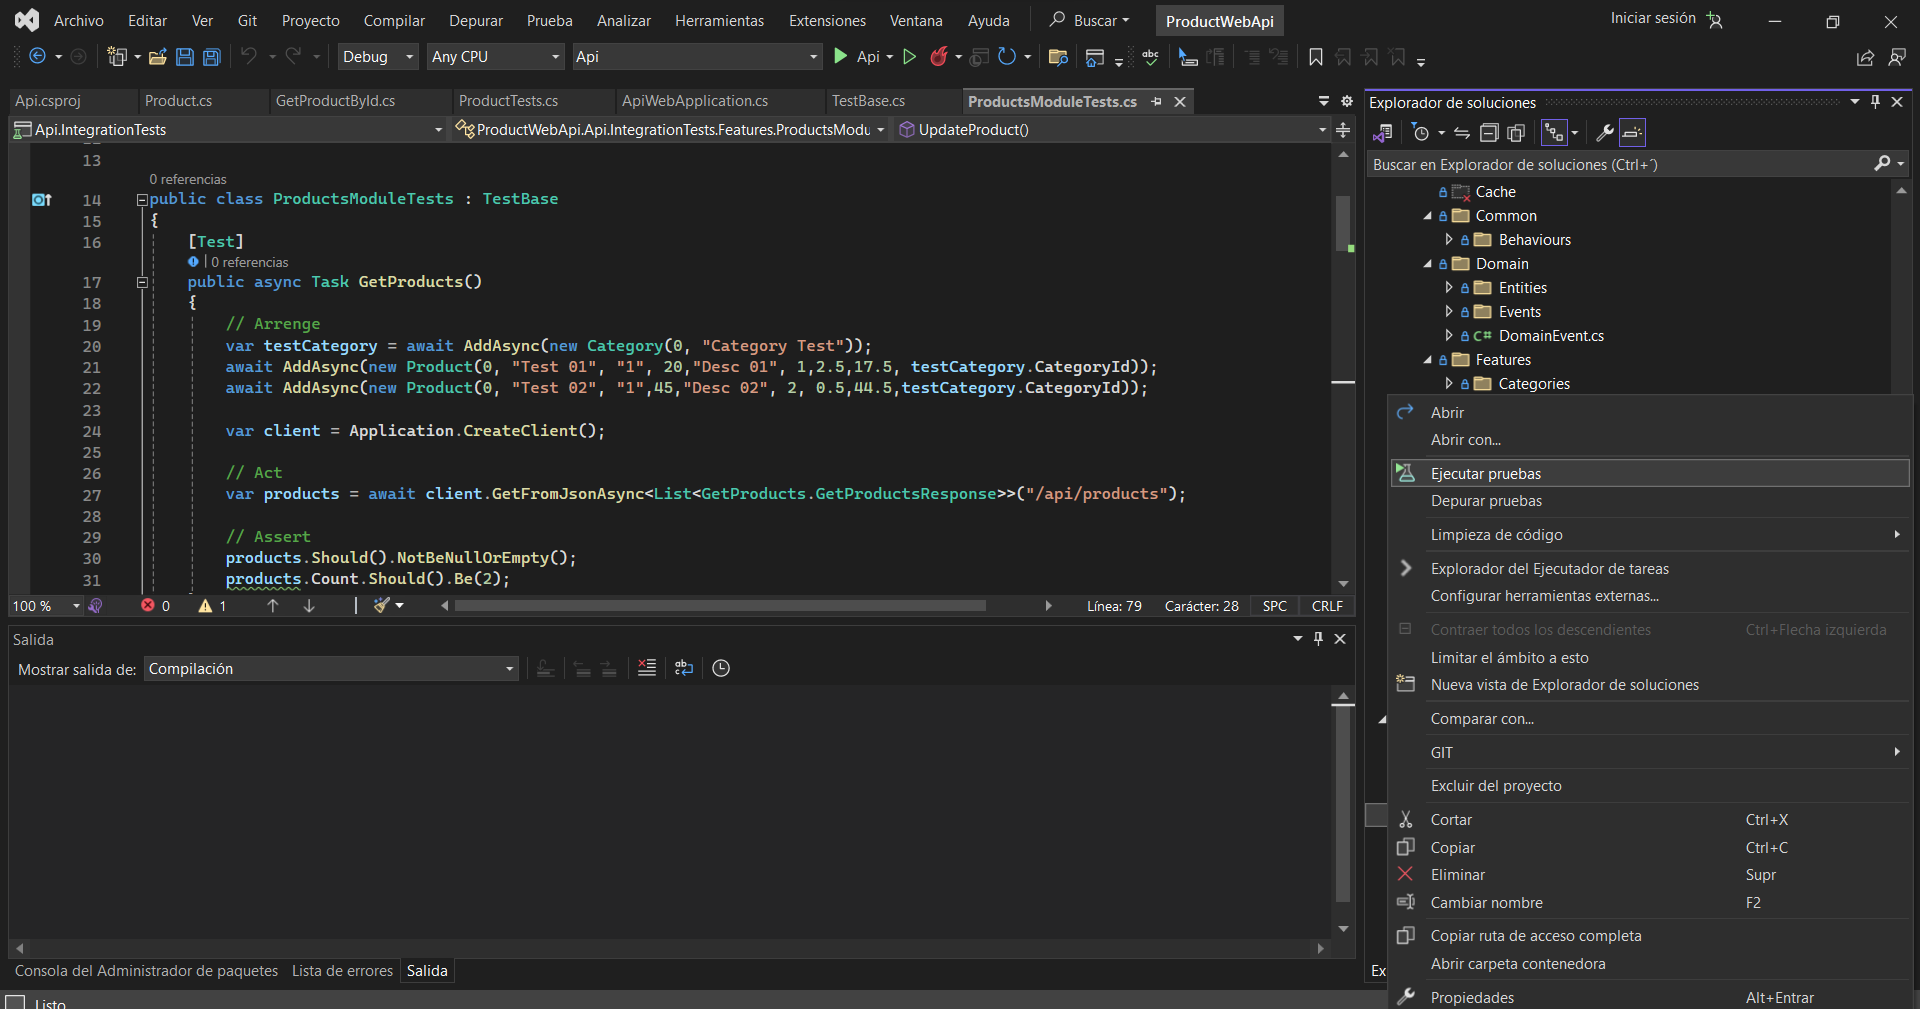 Archivo Editar Ver Git Proyecto Compilar Depurar Prueba Analizar Herramientas Extensiones Ventana Ayuda Buscar ProductWebApi Iniciar sesión
Debug Any CPU Api Api
Api.csproj Product.cs GetProductById.cs ProductTests.cs ApiWebApplication.cs TestBase.cs ProductsModuleTests.cs
Api.IntegrationTests ProductWebApi.Api.IntegrationTests.Features.ProductsModu UpdateProduct()
13
0 referencias
14 public class ProductsModuleTests : TestBase
15 {
16 [Test]
0 referencias
17 public async Task GetProducts()
18 {
19 // Arrenge
20 var testCategory = await AddAsync(new Category(0, "Category Test"));
21 await AddAsync(new Product(0, "Test 01", "1", 20,"Desc 01", 1,2.5,17.5, testCategory.CategoryId));
22 await AddAsync(new Product(0, "Test 02", "1",45,"Desc 02", 2, 0.5,44.5,testCategory.CategoryId));
23
24 var client = Application.CreateClient();
25
26 // Act
27 var products = await client.GetFromJsonAsync<List<GetProducts.GetProductsResponse>>("/api/products");
28
29 // Assert
30 products.Should().NotBeNullOrEmpty();
31 products.Count.Should().Be(2);
100 % 0 1 Línea: 79 Carácter: 28 SPC CRLF
Salida
Mostrar salida de: Compilación
Consola del Administrador de paquetes Lista de errores Salida
Listo
Explorador de soluciones
Buscar en Explorador de soluciones (Ctrl+´)
Cache
Common
Behaviours
Domain
Entities
Events
C# DomainEvent.cs
Features
Categories
Abrir
Abrir con...
Ejecutar pruebas
Depurar pruebas
Limpieza de código
Explorador del Ejecutador de tareas
Configurar herramientas externas...
Contraer todos los descendientes Ctrl+Flecha izquierda
Limitar el ámbito a esto
Nueva vista de Explorador de soluciones
Comparar con...
GIT
Excluir del proyecto
Cortar Ctrl+X
Copiar Ctrl+C
Eliminar Supr
Cambiar nombre F2
Copiar ruta de acceso completa
Abrir carpeta contenedora
Ex
Propiedades Alt+Entrar